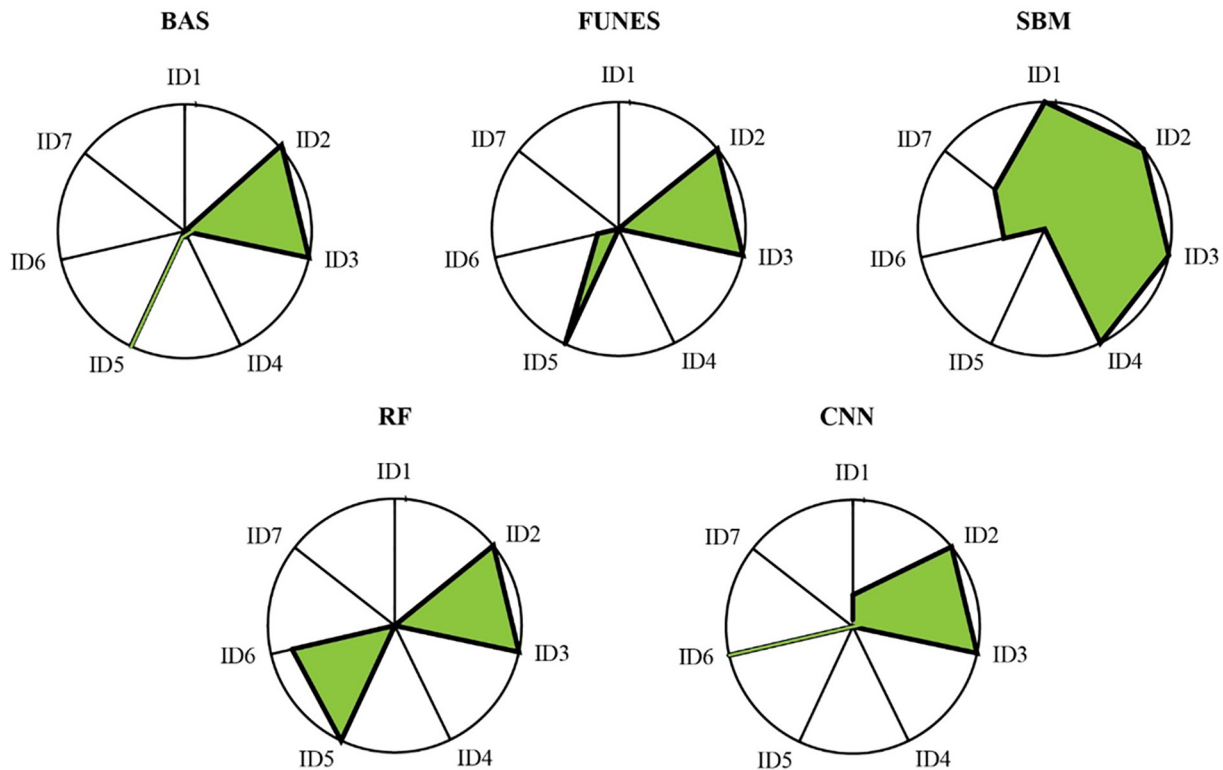 BAS
ID1
ID2
ID3
ID4
ID5
ID6
ID7
FUNES
ID1
ID2
ID3
ID4
ID5
ID6
ID7
SBM
ID1
ID2
ID3
ID4
ID5
ID6
ID7
RF
ID1
ID2
ID3
ID4
ID5
ID6
ID7
CNN
ID1
ID2
ID3
ID4
ID5
ID6
ID7